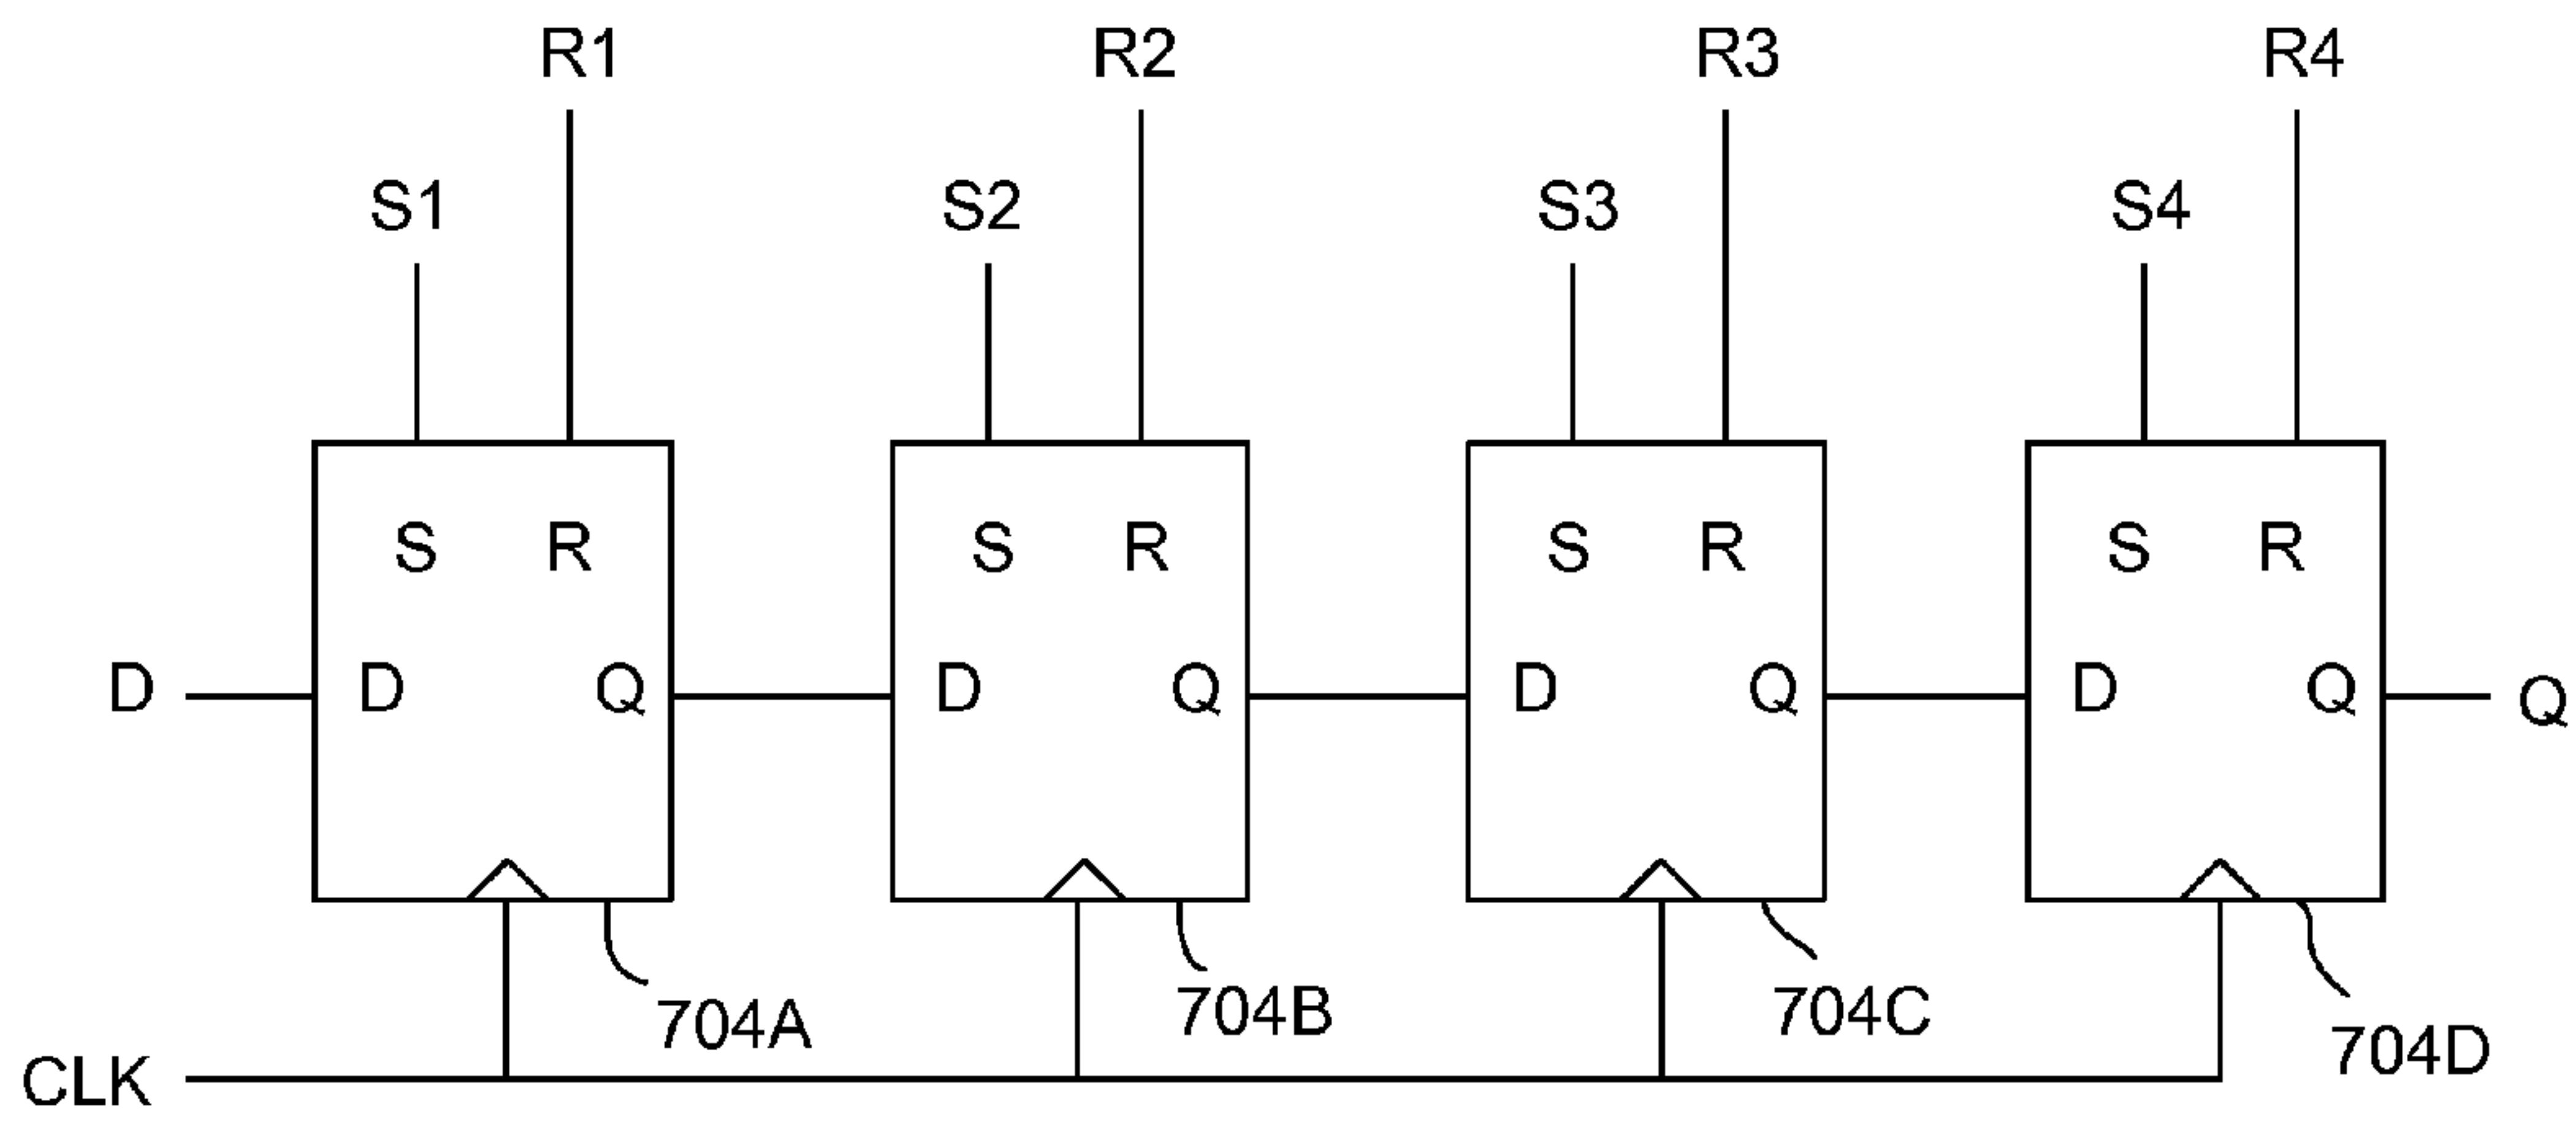 R1 R2 R3 R4
S1 S2 S3 S4
S R S R S R S R
D D Q D Q D Q D Q Q
704A 704B 704C 704D
CLK